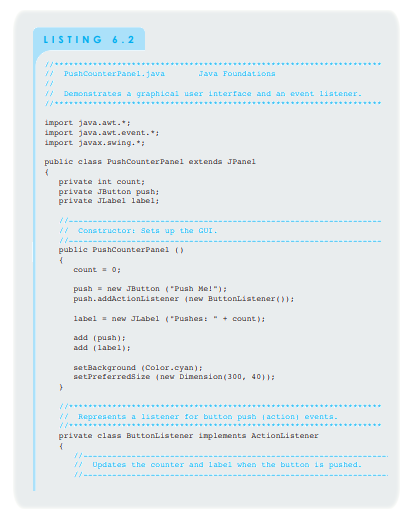 LISTING 6.2
//********************************************************************
//  PushCounterPanel.java       Java Foundations
//
//  Demonstrates a graphical user interface and an event listener.
//********************************************************************
import java.awt.*;
import java.awt.event.*;
import javax.swing.*;
public class PushCounterPanel extends JPanel
{
   private int count;
   private JButton push;
   private JLabel label;
   //-----------------------------------------------------------------
   //  Constructor: Sets up the GUI.
   //-----------------------------------------------------------------
   public PushCounterPanel ()
   {
      count = 0;
      push = new JButton ("Push Me!");
      push.addActionListener (new ButtonListener());
      label = new JLabel ("Pushes: " + count);
      add (push);
      add (label);
      setBackground (Color.cyan);
      setPreferredSize (new Dimension(300, 40));
   }
   //*****************************************************************
   //  Represents a listener for button push (action) events.
   //*****************************************************************
   private class ButtonListener implements ActionListener
   {
      //--------------------------------------------------------------
      //  Updates the counter and label when the button is pushed.
      //--------------------------------------------------------------